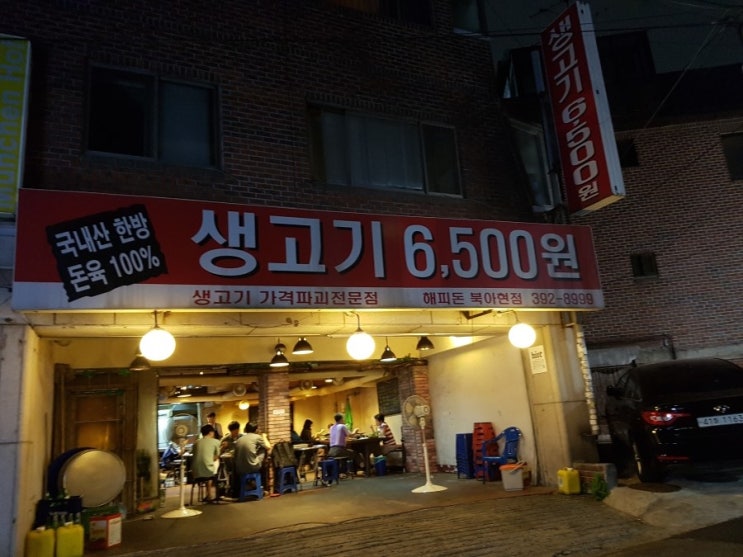 생고기 6,500원
München Hof
국내산 한방
돈육 100%
생고기 6,500원
생고기 가격파괴전문점
해피돈 북아현점 392-8999